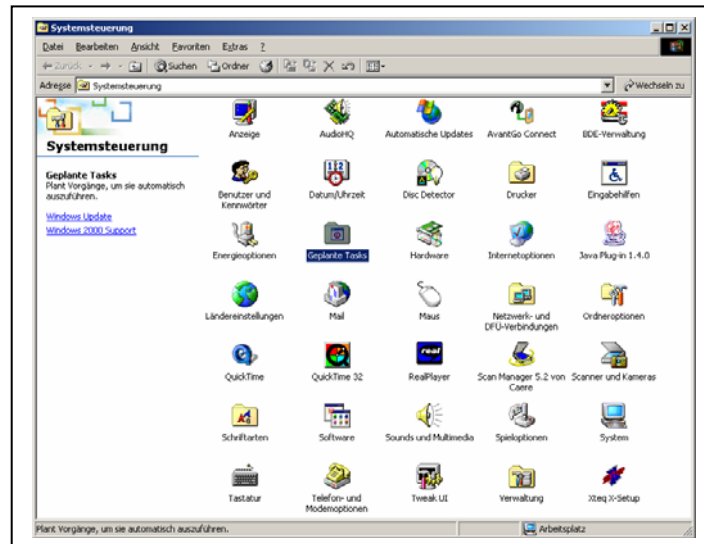 Systemsteuerung
Datei Bearbeiten Ansicht Favoriten Extras ?
Zurück Suchen Ordner
Adresse Systemsteuerung Wechseln zu
Systemsteuerung
Geplante Tasks
Plant Vorgänge, um sie automatisch
auszuführen.
Windows Update
Windows 2000 Support
Anzeige AudioHQ Automatische Updates AvantGo Connect BDE-Verwaltung
Benutzer und
Kennwörter
Datum/Uhrzeit Disc Detector Drucker Eingabehilfen
Energieoptionen Geplante Tasks Hardware Internetoptionen Java Plug-in 1.4.0
Ländereinstellungen Mail Maus
Netzwerk- und
DFÜ-Verbindungen
Ordneroptionen
QuickTime QuickTime 32
real
RealPlayer
Scan Manager 5.2 von
Caere
Scanner und Kameras
Schriftarten Software Sounds und Multimedia Spieloptionen System
Tastatur
Telefon- und
Modemoptionen
Tweak UI Verwaltung Xteq X-Setup
Plant Vorgänge, um sie automatisch auszuführen.
Arbeitsplatz